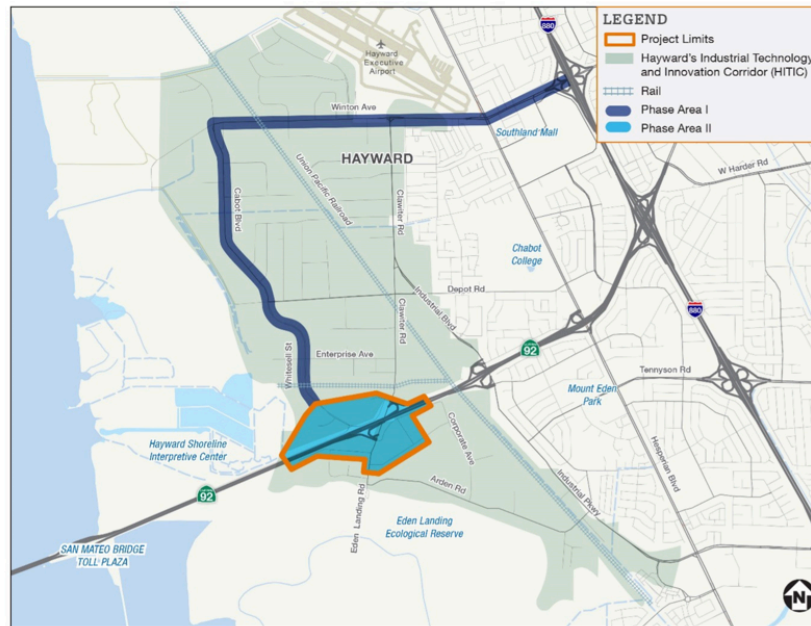 LEGEND
Project Limits
Hayward's Industrial Technology
and Innovation Corridor (HITIC)
Rail
Phase Area I
Phase Area II
880
Hayward
Executive
Airport
Winton Ave
Southland Mall
HAYWARD
Union Pacific Railroad
W Harder Rd
Cabot Blvd
Clawiter Rd
Chabot
College
Depot Rd
Industrial Blvd
880
Clawiter Rd
92
Whitesell St
Enterprise Ave
Tennyson Rd
Mount Eden
Park
Corporate Ave
Hesperian Blvd
Hayward Shoreline
Interpretive Center
Industrial Pkwy
Arden Rd
92
Eden Landing Rd
Eden Landing
Ecological Reserve
SAN MATEO BRIDGE
TOLL PLAZA
N